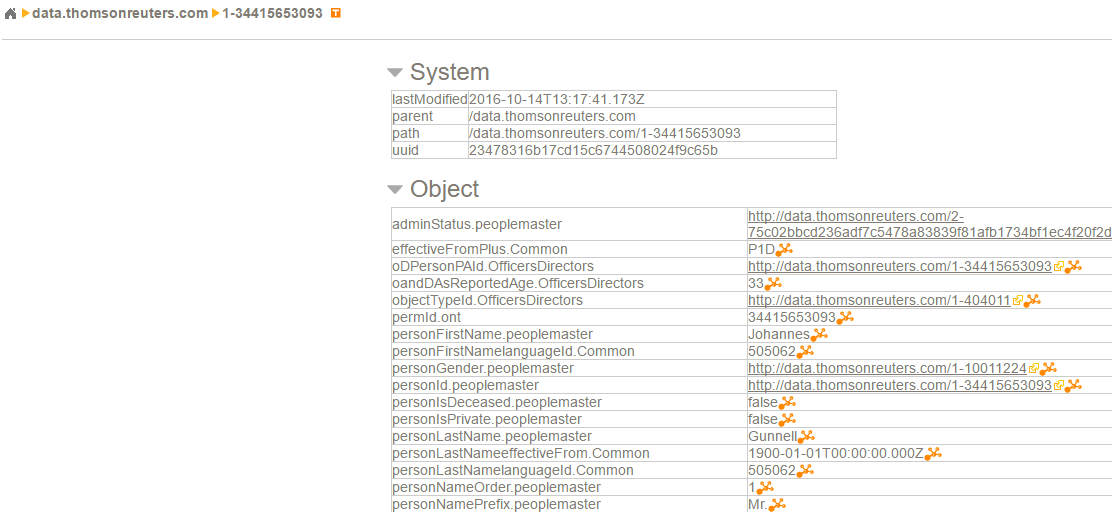 data.thomsonreuters.com 1-34415653093 T
System
lastModified 2016-10-14T13:17:41.173Z
parent /data.thomsonreuters.com
path /data.thomsonreuters.com/1-34415653093
uuid 23478316b17cd15c6744508024f9c65b
Object
adminStatus.peoplemaster http://data.thomsonreuters.com/2-
75c02bbcd236adf7c5478a83839f81afb1734bf1ec4f20f2d
effectiveFromPlus.Common P1D
oDPersonPAId.OfficersDirectors http://data.thomsonreuters.com/1-34415653093
oandDAsReportedAge.OfficersDirectors 33
objectTypeId.OfficersDirectors http://data.thomsonreuters.com/1-404011
permId.ont 34415653093
personFirstName.peoplemaster Johannes
personFirstNamelanguageId.Common 505062
personGender.peoplemaster http://data.thomsonreuters.com/1-10011224
personId.peoplemaster http://data.thomsonreuters.com/1-34415653093
personIsDeceased.peoplemaster false
personIsPrivate.peoplemaster false
personLastName.peoplemaster Gunnell
personLastNameeffectiveFrom.Common 1900-01-01T00:00:00.000Z
personLastNamelanguageId.Common 505062
personNameOrder.peoplemaster 1
personNamePrefix.peoplemaster Mr.